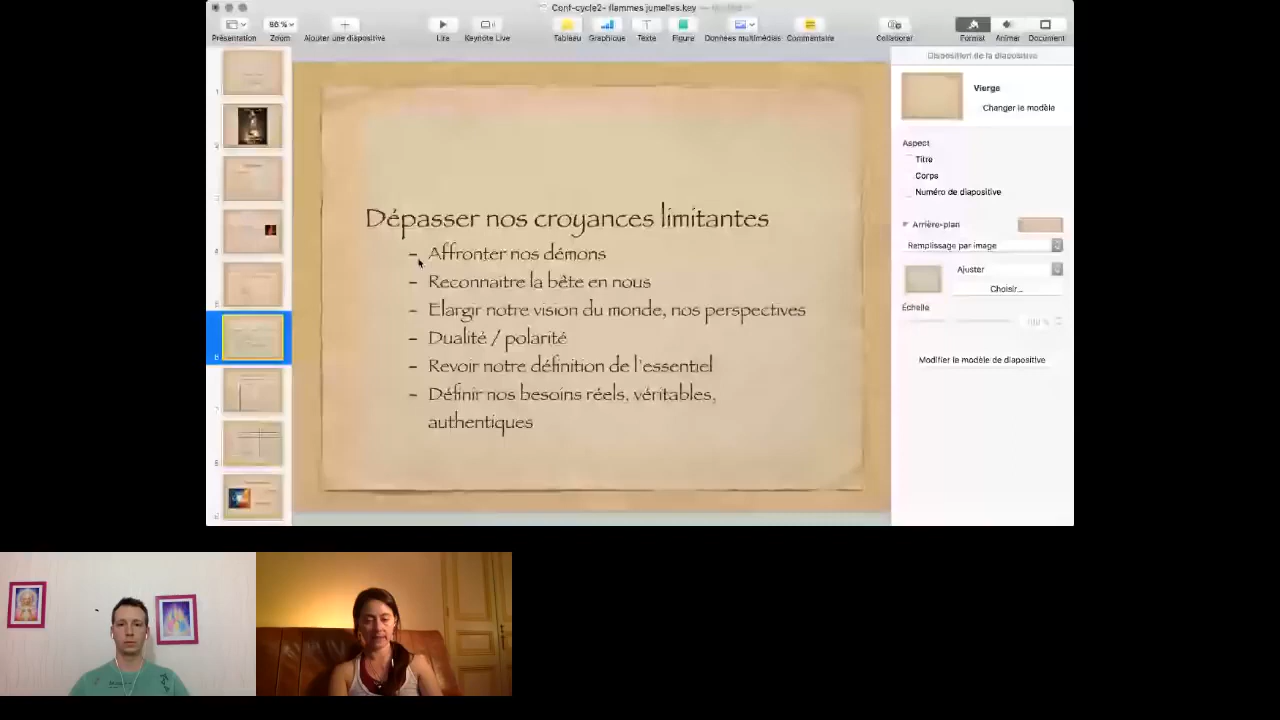 Conf-cycle2- flammes jumelles.key
80 %
Présentation
Zoom
Ajouter une diapositive
Lire
Keynote Live
Tableau
Graphique
Texte
Figure
Données multimédias
Commentaire
Collaborer
Format
Animer
Document
Disposition de la diapositive
Vierge
Changer le modèle
Aspect
Titre
Corps
Numéro de diapositive
Arrière-plan
Remplissage par image
Ajuster
Choisir...
Échelle
Modifier le modèle de diapositive
Dépasser nos croyances limitantes
- Affronter nos démons
- Reconnaitre la bête en nous
- Elargir notre vision du monde, nos perspectives
- Dualité / polarité
- Revoir notre définition de l'essentiel
- Définir nos besoins réels, véritables,
authentiques